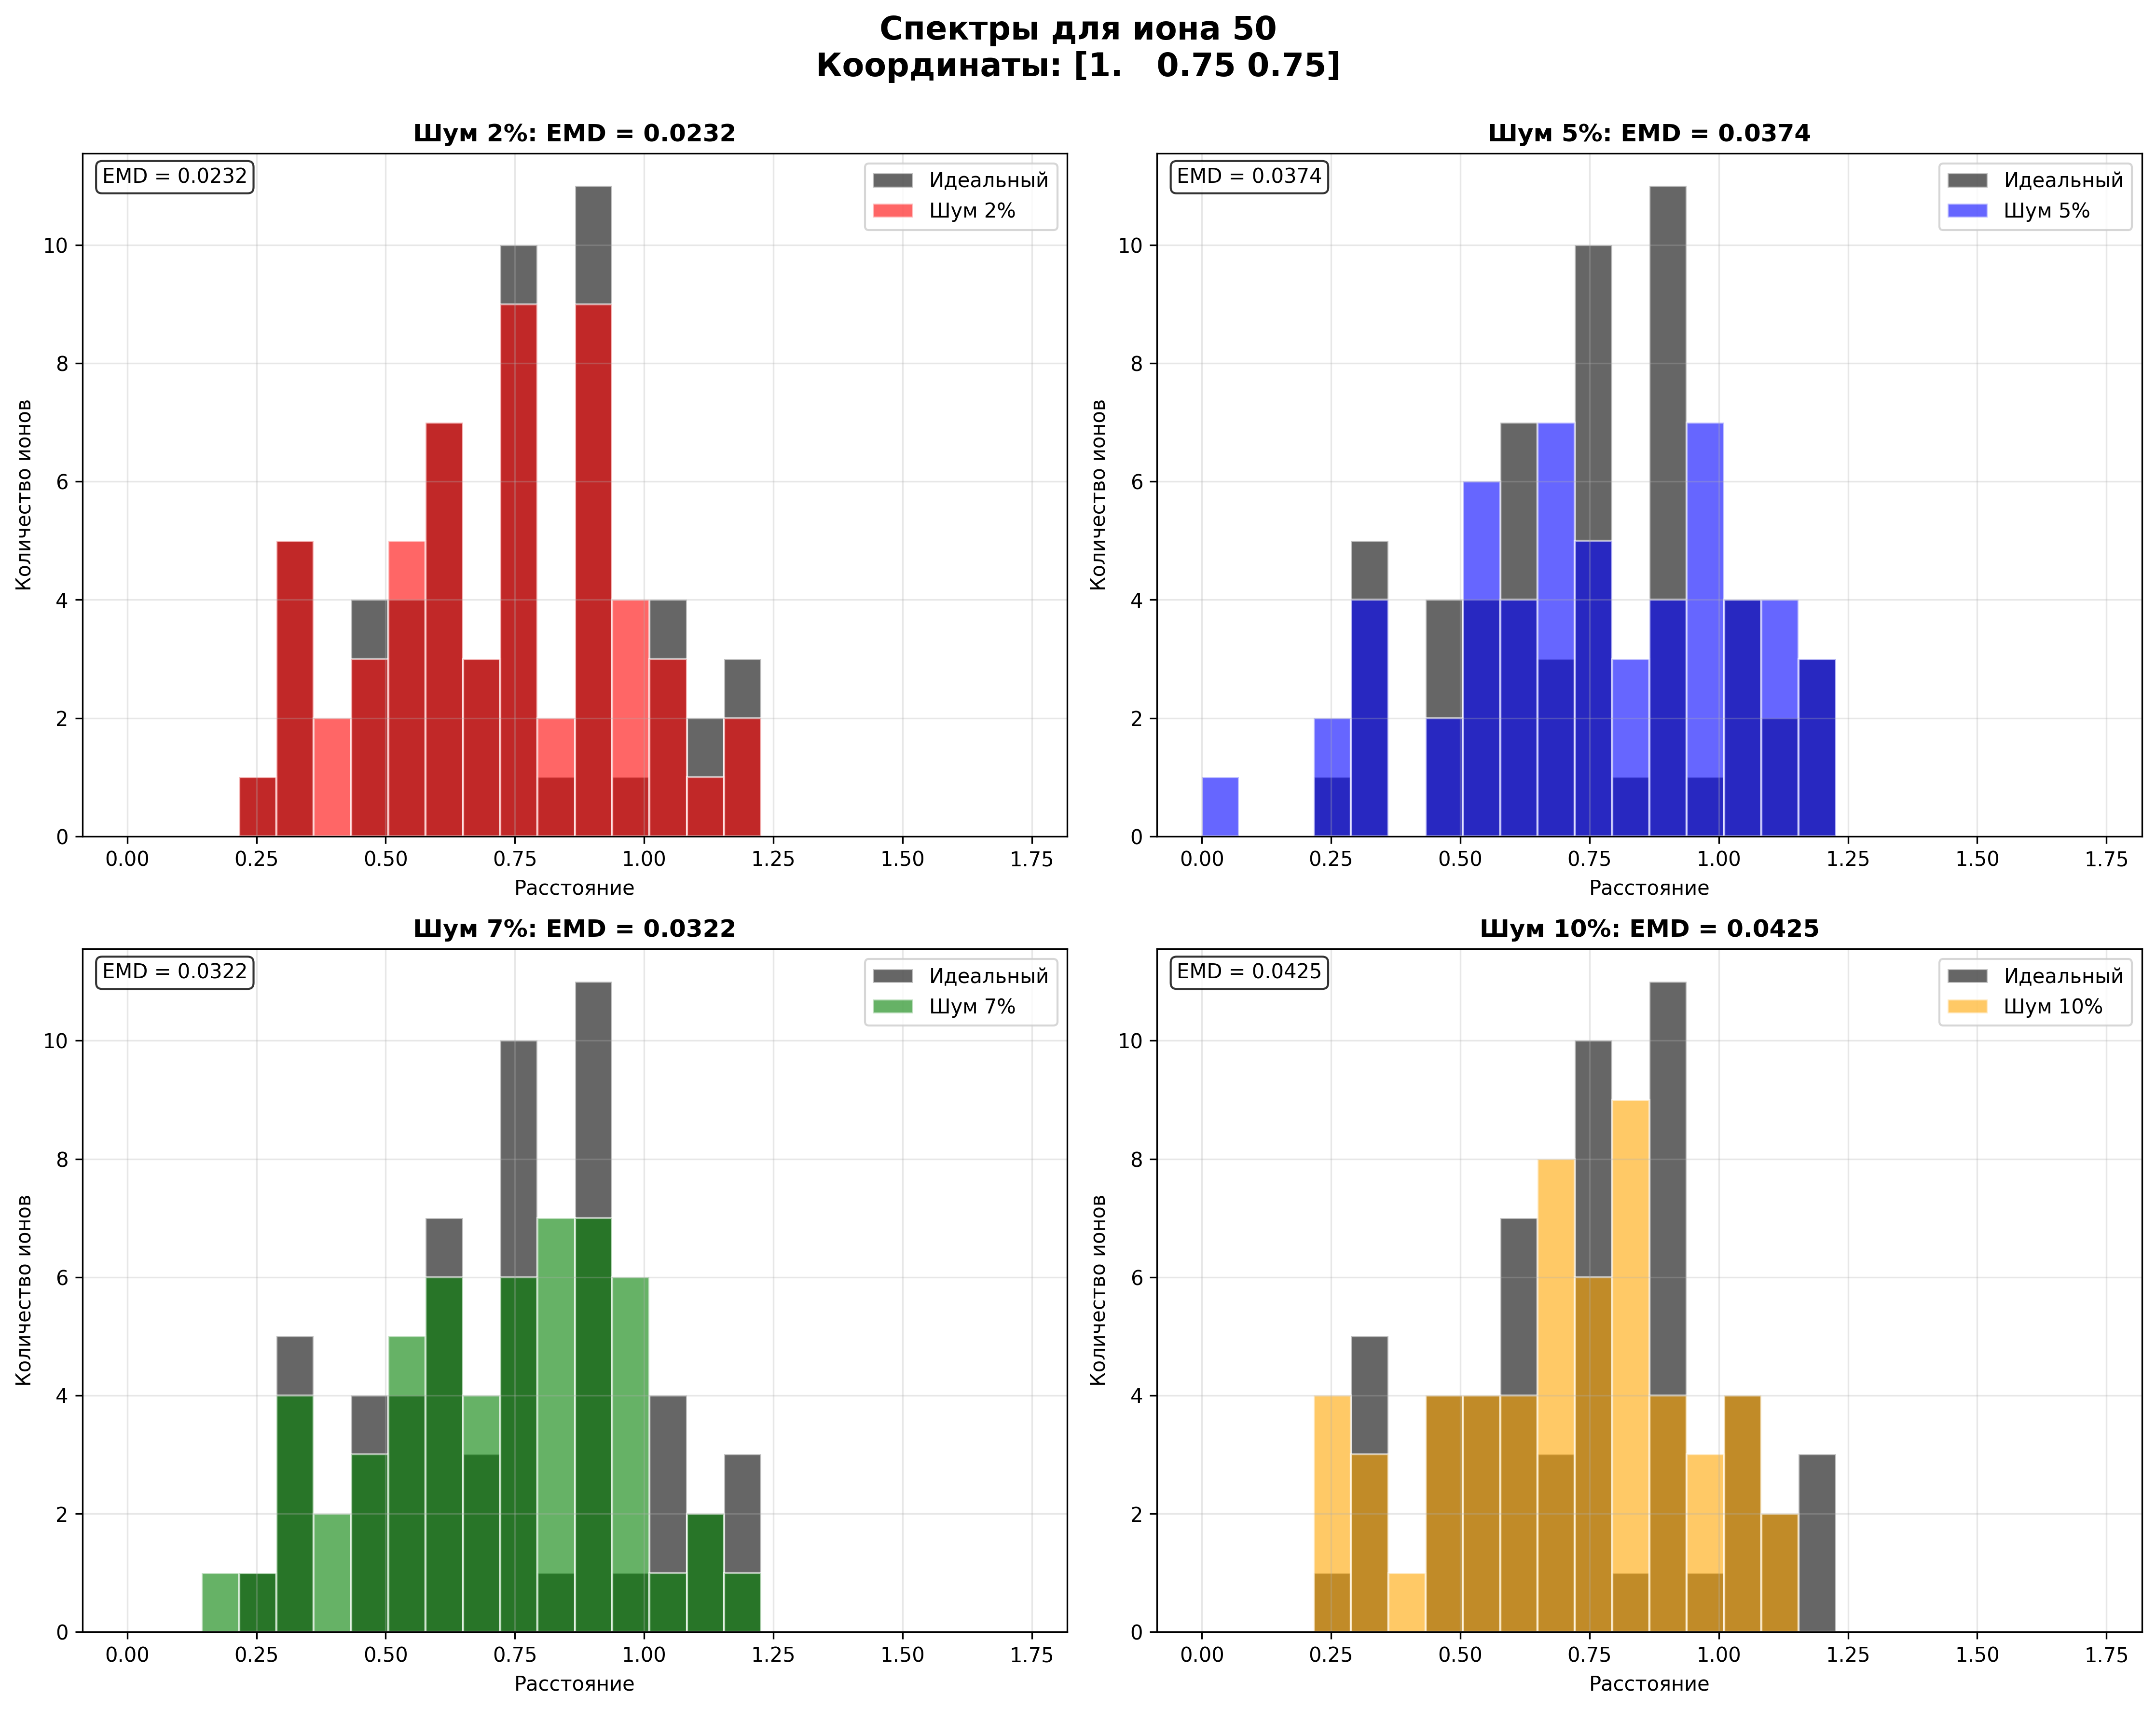 Спектры для иона 50
Координаты: [1.   0.75 0.75]
Шум 2%: EMD = 0.0232
EMD = 0.0232
Идеальный
Шум 2%
Количество ионов
10
8
6
4
2
0
0.00 0.25 0.50 0.75 1.00 1.25 1.50 1.75
Расстояние
Шум 5%: EMD = 0.0374
EMD = 0.0374
Идеальный
Шум 5%
Количество ионов
10
8
6
4
2
0
0.00 0.25 0.50 0.75 1.00 1.25 1.50 1.75
Расстояние
Шум 7%: EMD = 0.0322
EMD = 0.0322
Идеальный
Шум 7%
Количество ионов
10
8
6
4
2
0
0.00 0.25 0.50 0.75 1.00 1.25 1.50 1.75
Расстояние
Шум 10%: EMD = 0.0425
EMD = 0.0425
Идеальный
Шум 10%
Количество ионов
10
8
6
4
2
0
0.00 0.25 0.50 0.75 1.00 1.25 1.50 1.75
Расстояние